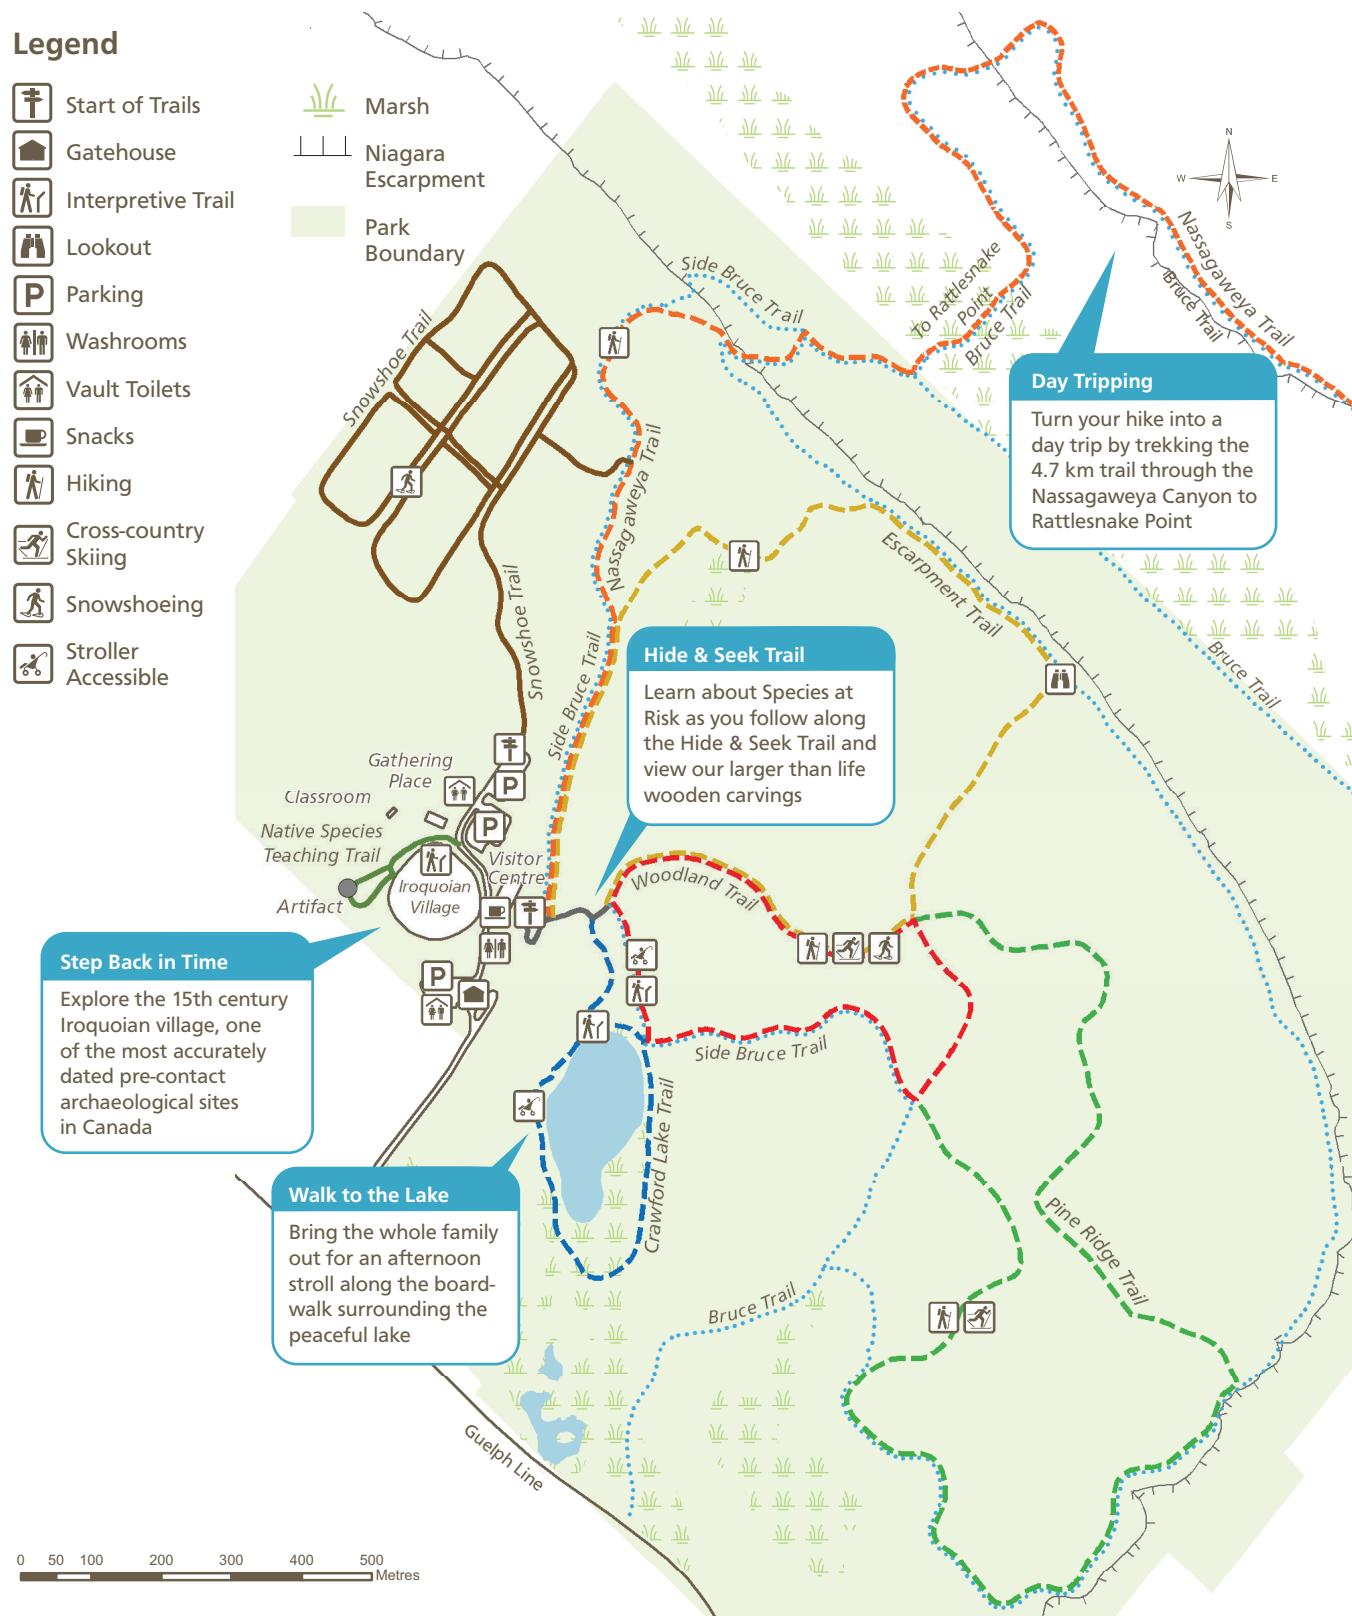 Legend
Start of Trails
Gatehouse
Interpretive Trail
Lookout
Parking
Washrooms
Vault Toilets
Snacks
Hiking
Cross-country
Skiing
Snowshoeing
Stroller
Accessible
Marsh
Niagara
Escarpment
Park
Boundary
N
W
E
S
Nassagaweya Trail
Bruce Trail
To Rattlesnake
Point
Bruce Trail
Side Bruce Trail
Snowshoe Trail
Day Tripping
Turn your hike into a
day trip by trekking the
4.7 km trail through the
Nassagaweya Canyon to
Rattlesnake Point
Nassagaweya Trail
Escarpment Trail
Snowshoe Trail
Side Bruce Trail
Bruce Trail
Hide & Seek Trail
Learn about Species at
Risk as you follow along
the Hide & Seek Trail and
view our larger than life
wooden carvings
Gathering
Place
P
Classroom
P
Native Species
Teaching Trail
Visitor
Centre
Iroquoian
Village
Artifact
Woodland Trail
P
Step Back in Time
Explore the 15th century
Iroquoian village, one
of the most accurately
dated pre-contact
archaeological sites
in Canada
Side Bruce Trail
Crawford Lake Trail
Walk to the Lake
Bring the whole family
out for an afternoon
stroll along the board-
walk surrounding the
peaceful lake
Pine Ridge Trail
Bruce Trail
Guelph Line
0 50 100 200 300 400 500
Metres
P